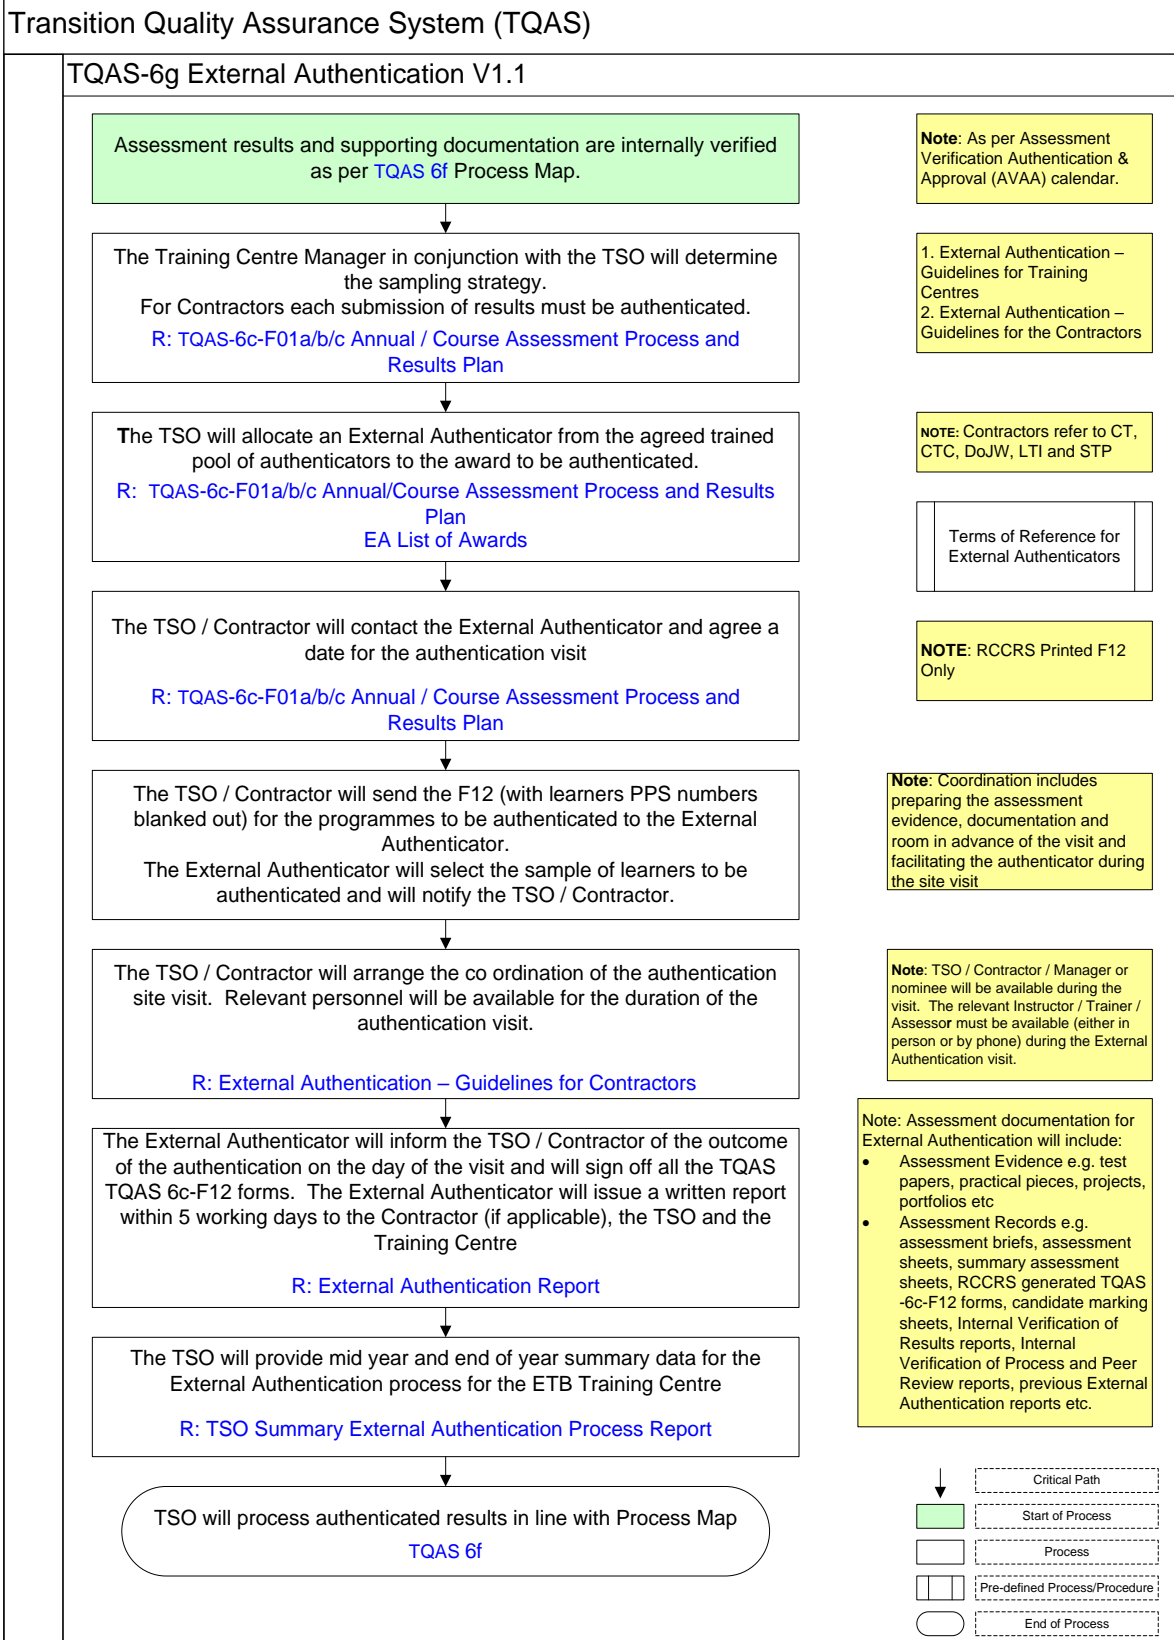 Transition Quality Assurance System (TQAS)
TQAS-6g External Authentication V1.1
Assessment results and supporting documentation are internally verified
as per TQAS 6f Process Map.
Note: As per Assessment
Verification Authentication &
Approval (AVAA) calendar.
The Training Centre Manager in conjunction with the TSO will determine
the sampling strategy.
For Contractors each submission of results must be authenticated.
R: TQAS-6c-F01a/b/c Annual / Course Assessment Process and
Results Plan
1. External Authentication –
Guidelines for Training
Centres
2. External Authentication –
Guidelines for the Contractors
The TSO will allocate an External Authenticator from the agreed trained
pool of authenticators to the award to be authenticated.
R: TQAS-6c-F01a/b/c Annual/Course Assessment Process and Results
Plan
EA List of Awards
NOTE: Contractors refer to CT,
CTC, DoJW, LTI and STP
Terms of Reference for
External Authenticators
The TSO / Contractor will contact the External Authenticator and agree a
date for the authentication visit
R: TQAS-6c-F01a/b/c Annual / Course Assessment Process and
Results Plan
NOTE: RCCRS Printed F12
Only
The TSO / Contractor will send the F12 (with learners PPS numbers
blanked out) for the programmes to be authenticated to the External
Authenticator.
The External Authenticator will select the sample of learners to be
authenticated and will notify the TSO / Contractor.
Note: Coordination includes
preparing the assessment
evidence, documentation and
room in advance of the visit and
facilitating the authenticator during
the site visit
The TSO / Contractor will arrange the co ordination of the authentication
site visit. Relevant personnel will be available for the duration of the
authentication visit.
R: External Authentication – Guidelines for Contractors
Note: TSO / Contractor / Manager or
nominee will be available during the
visit. The relevant Instructor / Trainer /
Assessor must be available (either in
person or by phone) during the External
Authentication visit.
The External Authenticator will inform the TSO / Contractor of the outcome
of the authentication on the day of the visit and will sign off all the TQAS
TQAS 6c-F12 forms. The External Authenticator will issue a written report
within 5 working days to the Contractor (if applicable), the TSO and the
Training Centre
R: External Authentication Report
Note: Assessment documentation for
External Authentication will include:
• Assessment Evidence e.g. test
papers, practical pieces, projects,
portfolios etc
• Assessment Records e.g.
assessment briefs, assessment
sheets, summary assessment
sheets, RCCRS generated TQAS
-6c-F12 forms, candidate marking
sheets, Internal Verification of
Results reports, Internal
Verification of Process and Peer
Review reports, previous External
Authentication reports etc.
The TSO will provide mid year and end of year summary data for the
External Authentication process for the ETB Training Centre
R: TSO Summary External Authentication Process Report
TSO will process authenticated results in line with Process Map
TQAS 6f
Critical Path
Start of Process
Process
Pre-defined Process/Procedure
End of Process